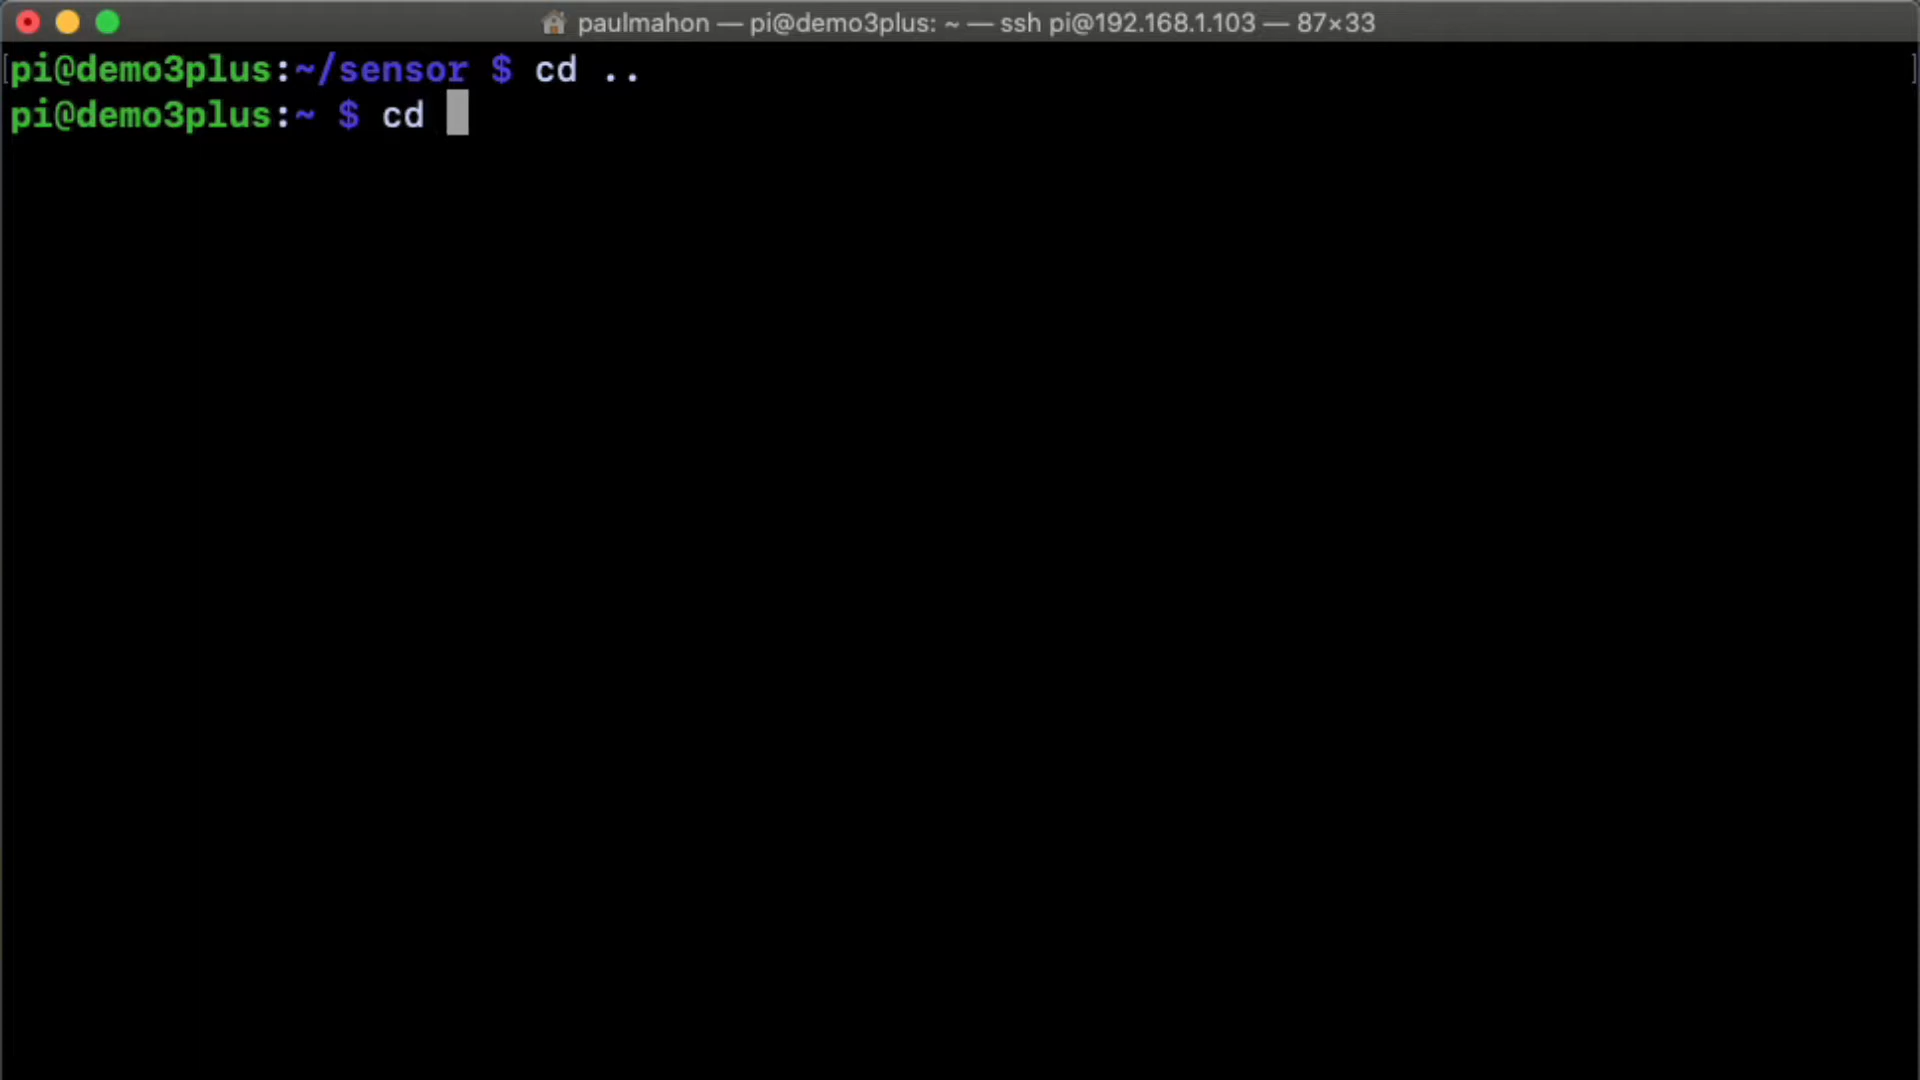 paulmahon — pi@demo3plus: ~ — ssh pi@192.168.1.103 — 87×33
[pi@demo3plus:~/sensor $ cd .. ]
pi@demo3plus:~ $ cd